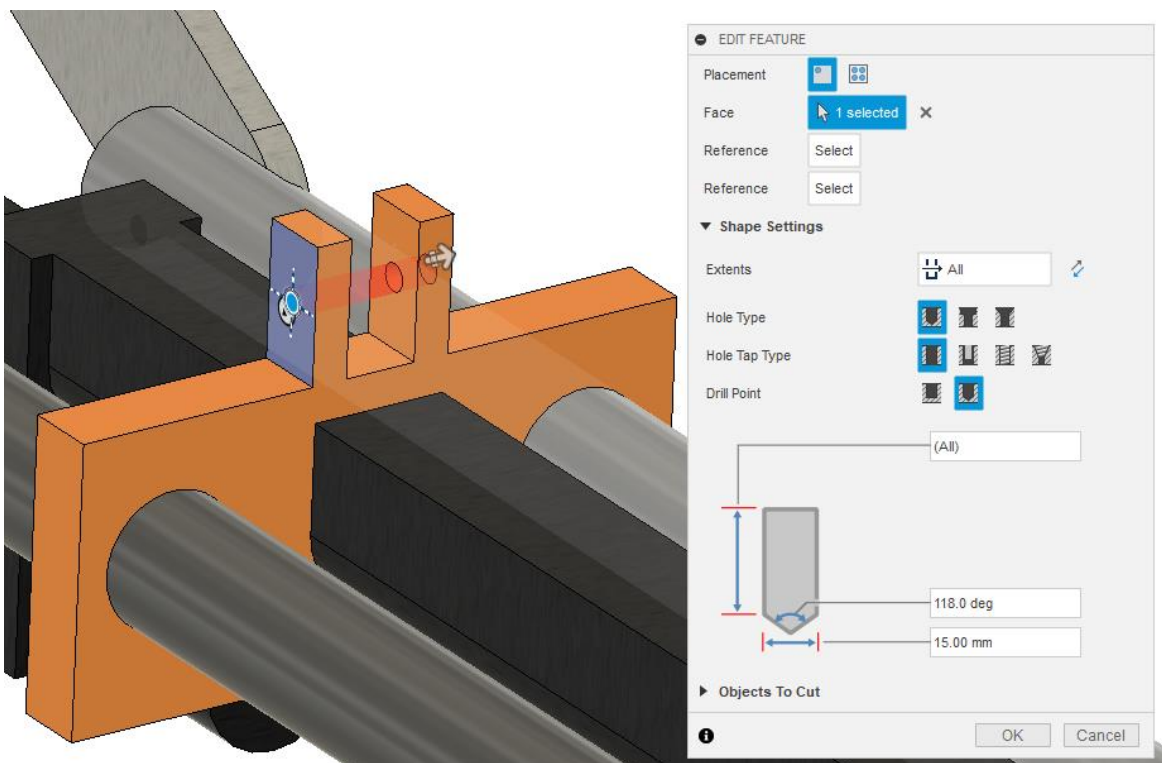 EDIT FEATURE
Placement
Face 1 selected
Reference Select
Reference Select
Shape Settings
Extents All
Hole Type
Hole Tap Type
Drill Point
(All)
118.0 deg
15.00 mm
Objects To Cut
OK Cancel